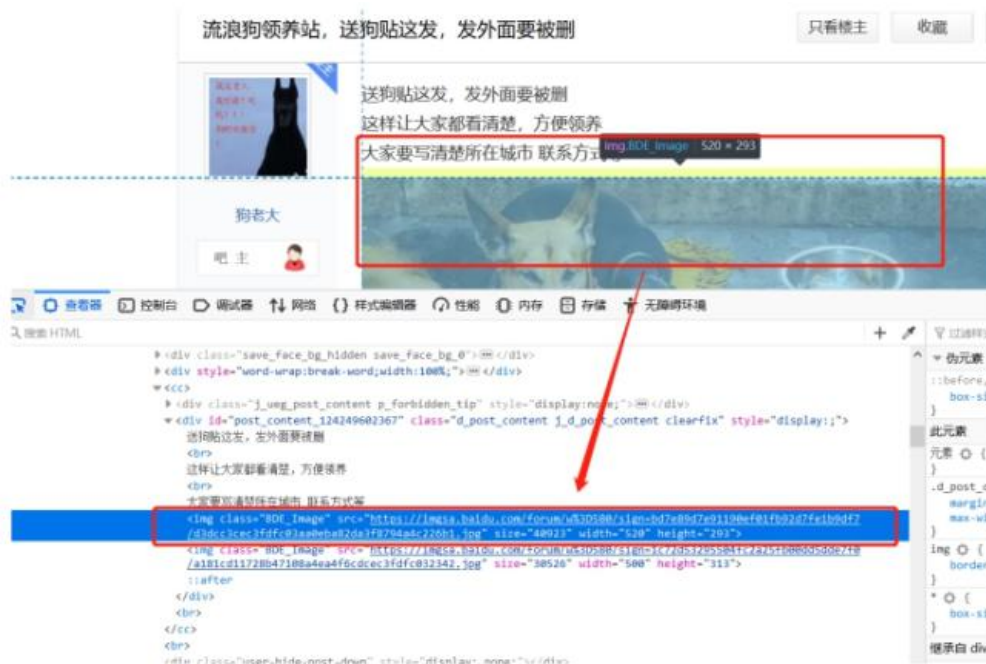 流浪狗领养站，送狗贴这发，发外面要被删
只看楼主
收藏
送狗贴这发，发外面要被删
这样让大家都看清楚，方便领养
大家要写清楚所在城市 联系方式
img.BDE_Image 520 × 293
狗老大
吧 主
查看器 控制台 调试器 网络 {} 样式编辑器 性能 内存 存储 无障碍环境
搜索 HTML
<div class="save_face_bg_hidden save_face_bg_0"></div>
<div style="word-wrap:break-word;width:100%;"></div>
<cc>
<div class="j_ueg_post_content p_forbidden_tip" style="display:none;"></div>
<div id="post_content_124249602367" class="d_post_content j_d_post_content clearfix" style="display:;">
送狗贴这发，发外面要被删
<br>
这样让大家都看清楚，方便领养
<br>
大家要写清楚所在城市 联系方式等
<img class="BDE_Image" src="https://imgsa.baidu.com/forum/w%3D580/sign=bd7e89d7e91190ef01fb92d7fe1b9df7
/d3dcc3cec3fdfc03aa0eba82da3f8794a4c226b1.jpg" size="40923" width="520" height="293">
<img class="BDE_Image" src="https://imgsa.baidu.com/forum/w%3D580/sign=1c72d53295504fc2a25fb00dd5dde7f0
/a181cd11728b47108a4ea4f6cdcec3fdfc032342.jpg" size="30526" width="500" height="313">
::after
</div>
<br>
</cc>
<br>
<div class="user-hide-post-down" style="display: none;"></div>
伪元素
::before,
box-si
}
此元素
元素 {
}
.d_post_c
margin
max-wi
}
img {
border
}
* {
box-si
}
继承自 div